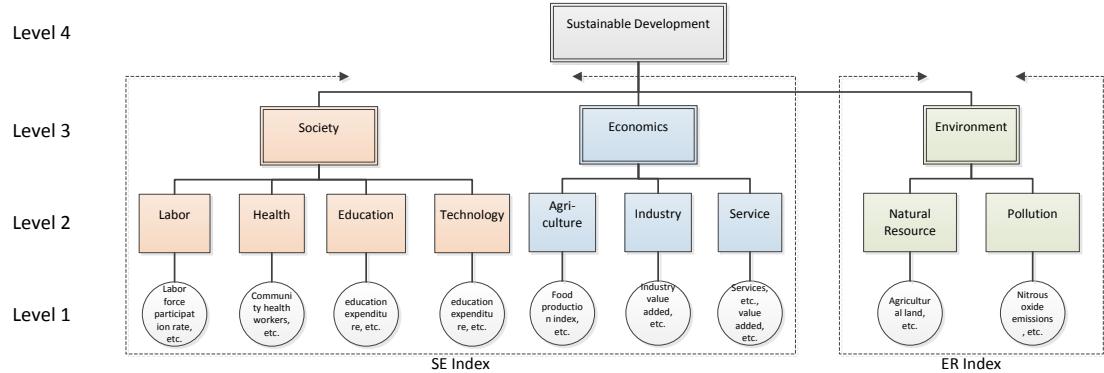 Level 4
Sustainable Development
Level 3
Society
Economics
Environment
Level 2
Labor
Health
Education
Technology
Agri-
culture
Industry
Service
Natural
Resource
Pollution
Level 1
Labor
force
participat
ion rate,
etc.
Communi
ty health
workers,
etc.
education
expenditu
re, etc.
education
expenditu
re, etc.
Food
productio
n index,
etc.
Industry
value
added,
etc.
Services,
etc., value
added,
etc.
Agricultur
al land,
etc.
Nitrous
oxide
emissions
, etc.
SE Index
ER Index